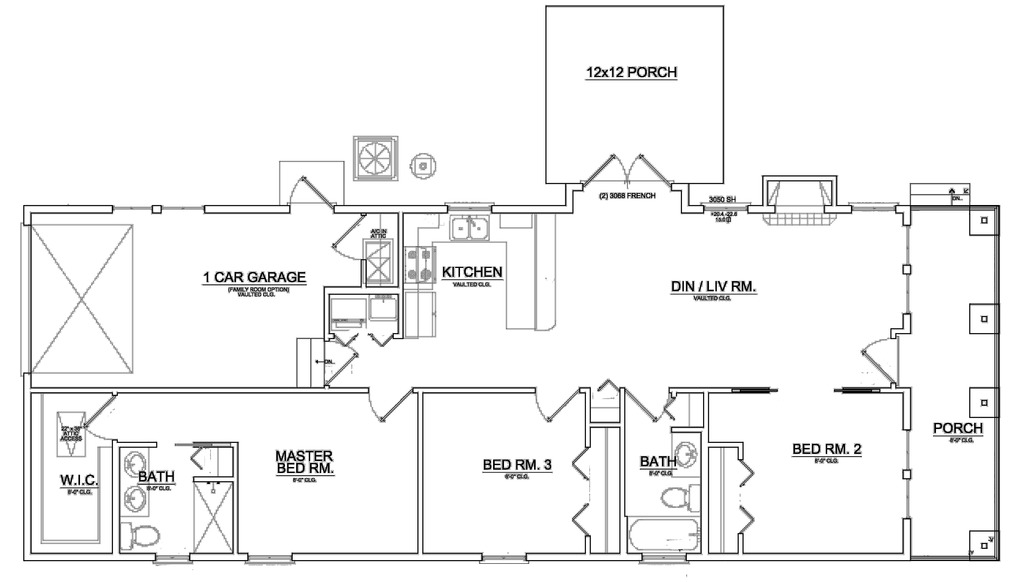 12x12 PORCH
(2) 3068 FRENCH
3050 SH
DN...
A/C IN
ATTIC
1 CAR GARAGE
(FAMILY ROOM OPTION)
VAULTED CLG.
KITCHEN
VAULTED CLG.
DIN / LIV RM.
VAULTED CLG.
DN...
22" x 36"
ATTIC
ACCESS
W.I.C.
8'-0" CLG.
BATH
8'-0" CLG.
MASTER
BED RM.
8'-0" CLG.
BED RM. 3
8'-0" CLG.
BATH
8'-0" CLG.
BED RM. 2
8'-0" CLG.
PORCH
8'-0" CLG.